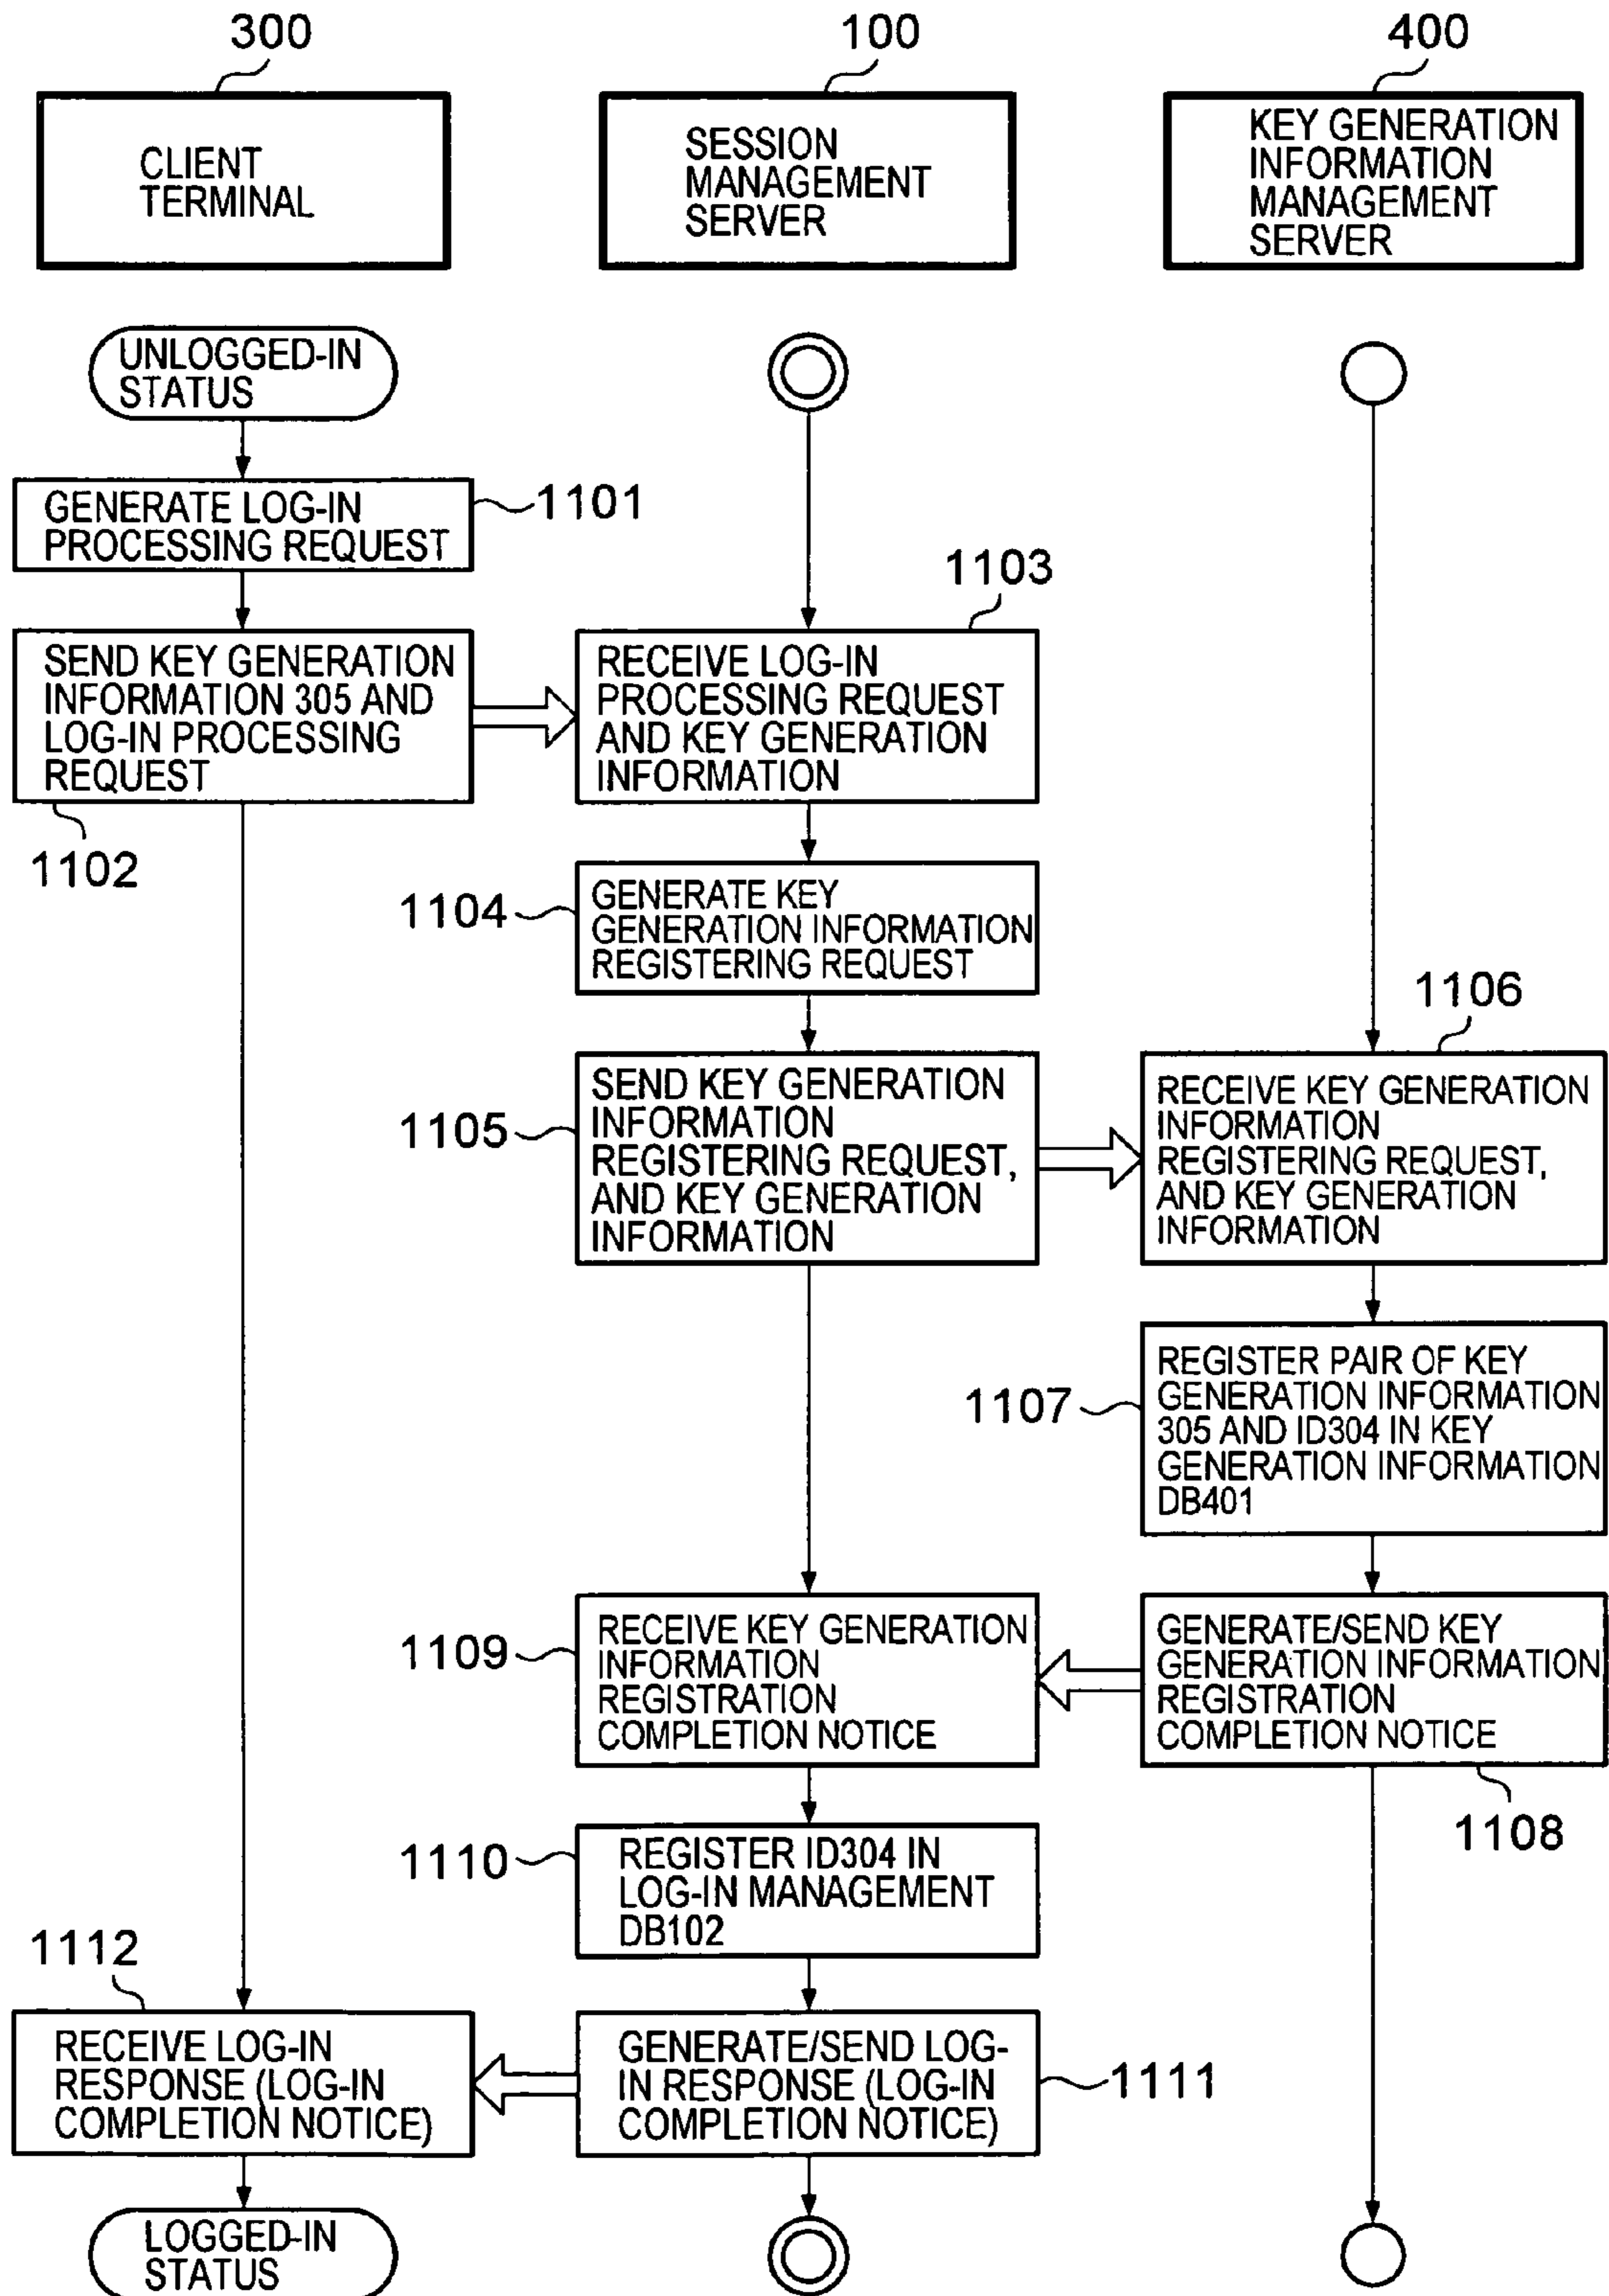 300
100
400
CLIENT
TERMINAL
SESSION
MANAGEMENT
SERVER
KEY GENERATION
INFORMATION
MANAGEMENT
SERVER
UNLOGGED-IN
STATUS
GENERATE LOG-IN
PROCESSING REQUEST
1101
SEND KEY GENERATION
INFORMATION 305 AND
LOG-IN PROCESSING
REQUEST
1102
1103
RECEIVE LOG-IN
PROCESSING REQUEST
AND KEY GENERATION
INFORMATION
1104
GENERATE KEY
GENERATION INFORMATION
REGISTERING REQUEST
1105
SEND KEY GENERATION
INFORMATION
REGISTERING REQUEST,
AND KEY GENERATION
INFORMATION
1106
RECEIVE KEY GENERATION
INFORMATION
REGISTERING REQUEST,
AND KEY GENERATION
INFORMATION
1107
REGISTER PAIR OF KEY
GENERATION INFORMATION
305 AND ID304 IN KEY
GENERATION INFORMATION
DB401
1109
RECEIVE KEY GENERATION
INFORMATION
REGISTRATION
COMPLETION NOTICE
GENERATE/SEND KEY
GENERATION INFORMATION
REGISTRATION
COMPLETION NOTICE
1108
1110
REGISTER ID304 IN
LOG-IN MANAGEMENT
DB102
1112
RECEIVE LOG-IN
RESPONSE (LOG-IN
COMPLETION NOTICE)
GENERATE/SEND LOG-
IN RESPONSE (LOG-IN
COMPLETION NOTICE)
1111
LOGGED-IN
STATUS